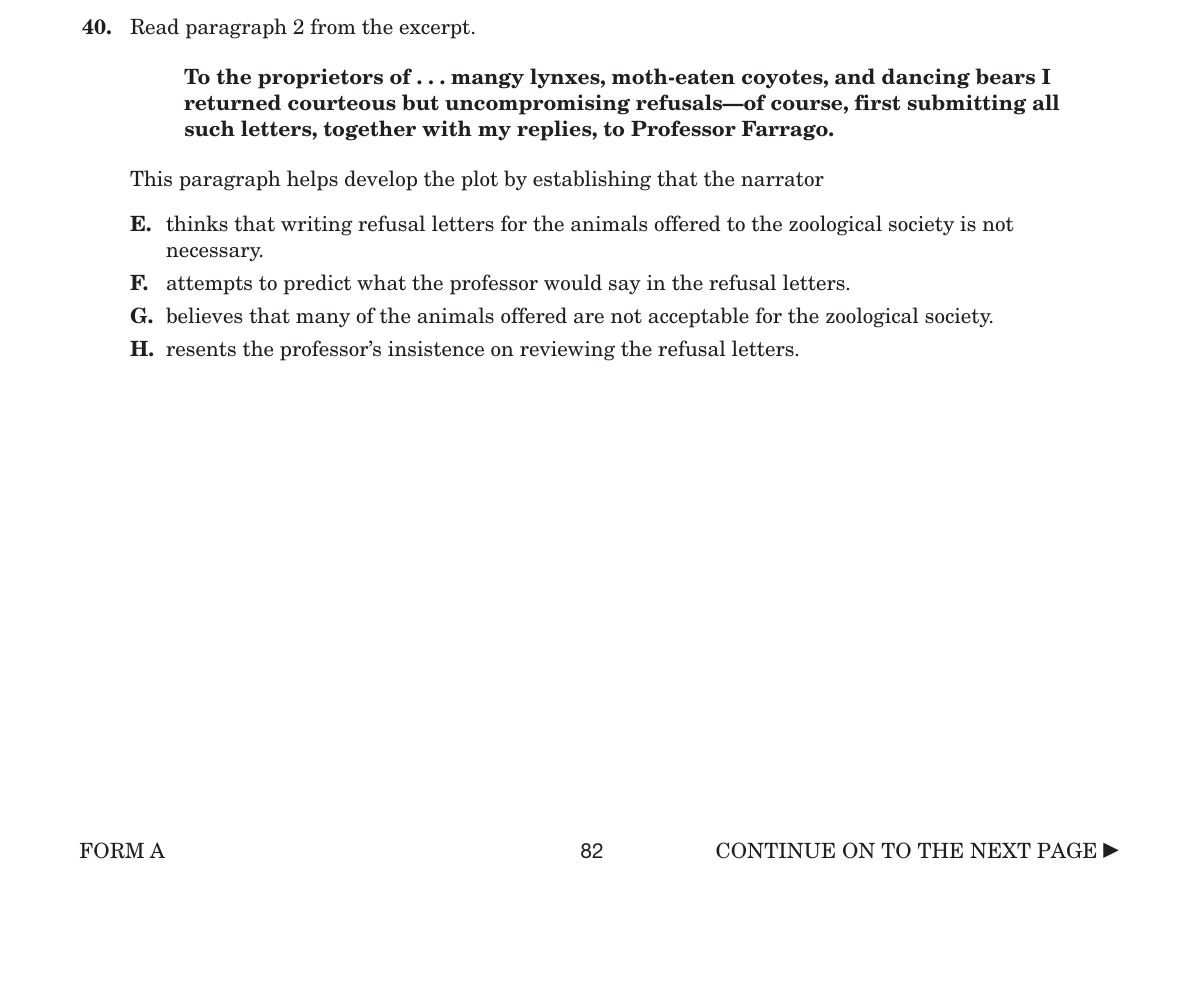 40. Read paragraph 2 from the excerpt.
To the proprietors of . . . mangy lynxes, moth-eaten coyotes, and dancing bears I
returned courteous but uncompromising refusals—of course, first submitting all
such letters, together with my replies, to Professor Farrago.
This paragraph helps develop the plot by establishing that the narrator
E. thinks that writing refusal letters for the animals offered to the zoological society is not
necessary.
F. attempts to predict what the professor would say in the refusal letters.
G. believes that many of the animals offered are not acceptable for the zoological society.
H. resents the professor’s insistence on reviewing the refusal letters.
FORM A 82 CONTINUE ON TO THE NEXT PAGE ►